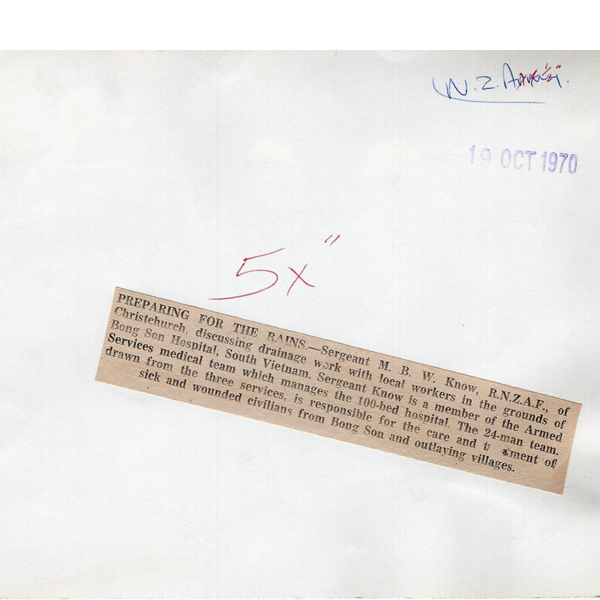 N.Z. Army.
19 OCT 1970
5x"
PREPARING FOR THE RAINS.—Sergeant M. B. W. Know, R.N.Z.A.F., of
Christchurch, discussing drainage work with local workers in the grounds of
Bong Son Hospital, South Vietnam. Sergeant Know is a member of the Armed
Services medical team which manages the 100-bed hospital. The 24-man team.
drawn from the three services, is responsible for the care and t ment of
sick and wounded civilians from Bong Son and outlaying villages.